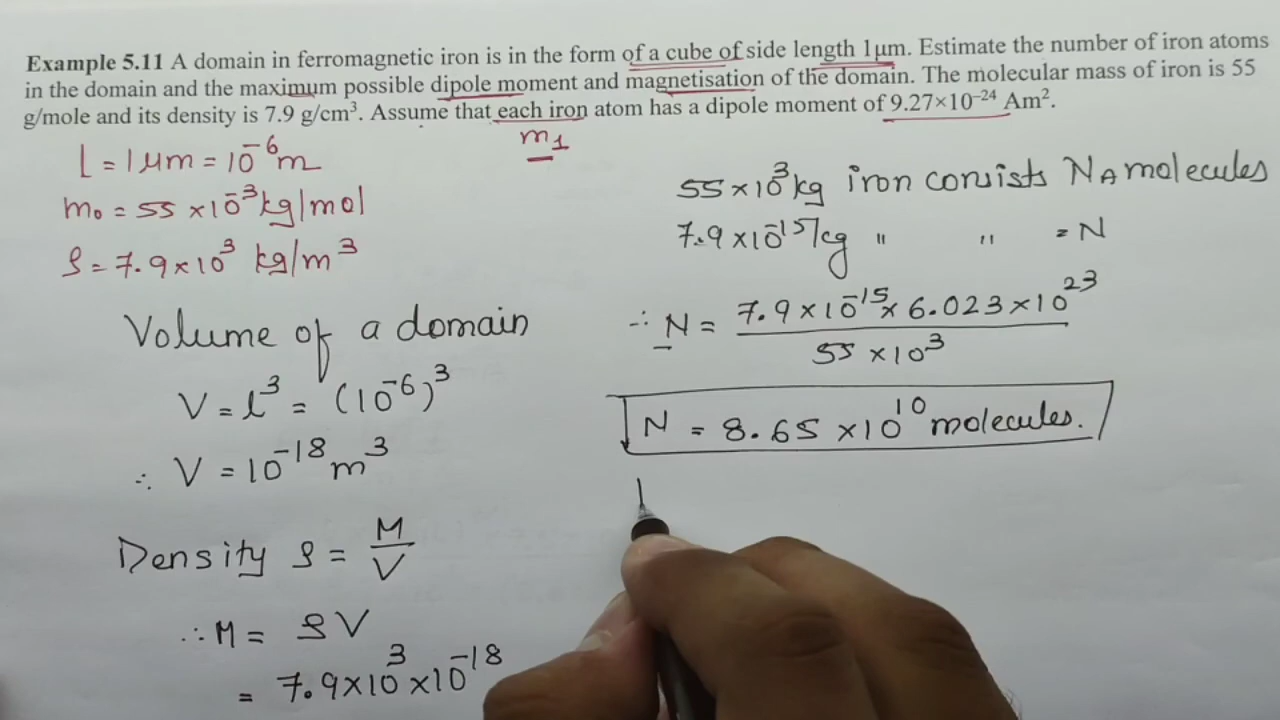 Example 5.11 A domain in ferromagnetic iron is in the form of a cube of side length 1μm. Estimate the number of iron atoms
in the domain and the maximum possible dipole moment and magnetisation of the domain. The molecular mass of iron is 55
g/mole and its density is 7.9 g/cm³. Assume that each iron atom has a dipole moment of 9.27×10⁻²⁴ Am².
m₁
l = 1 μm = 10⁻⁶ m
m₀ = 55 × 10⁻³ kg/mol
ρ = 7.9 × 10³ kg/m³
Volume of a domain
V = l³ = (10⁻⁶)³
∴ V = 10⁻¹⁸ m³
Density ρ = M/V
∴ M = ρV
= 7.9 × 10³ × 10⁻¹⁸
55 × 10³ kg iron consists N_A molecules
7.9 × 10⁻¹⁵ kg " " = N
∴ N = 7.9 × 10⁻¹⁵ × 6.023 × 10²³
55 × 10³
N = 8.65 × 10¹⁰ molecules.